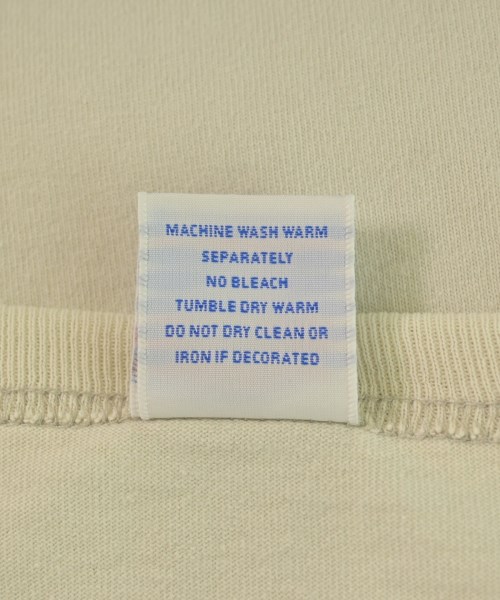 MACHINE WASH WARM
SEPARATELY
NO BLEACH
TUMBLE DRY WARM
DO NOT DRY CLEAN OR
IRON IF DECORATED